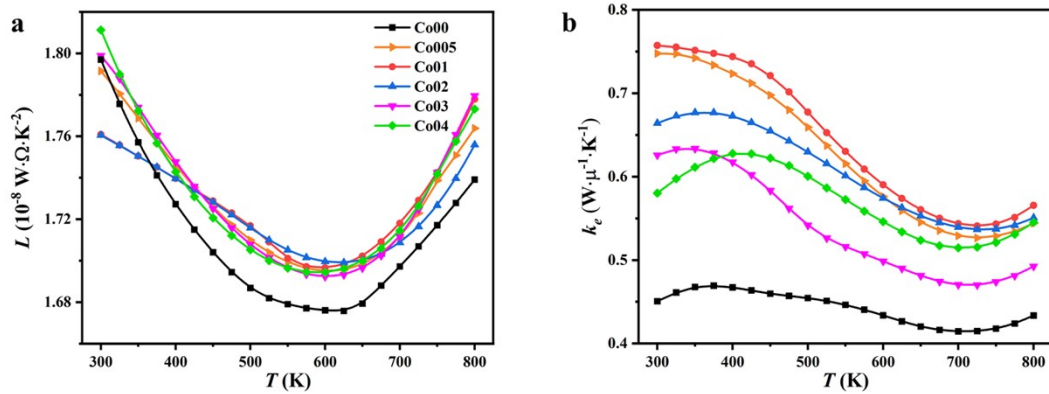 a
1.80
1.76
1.72
1.68
L (10⁻⁸ W·Ω·K⁻²)
Co00
Co005
Co01
Co02
Co03
Co04
300 400 500 600 700 800
T (K)
b
0.8
0.7
0.6
0.5
0.4
kₑ (W·μ⁻¹·K⁻¹)
300 400 500 600 700 800
T (K)